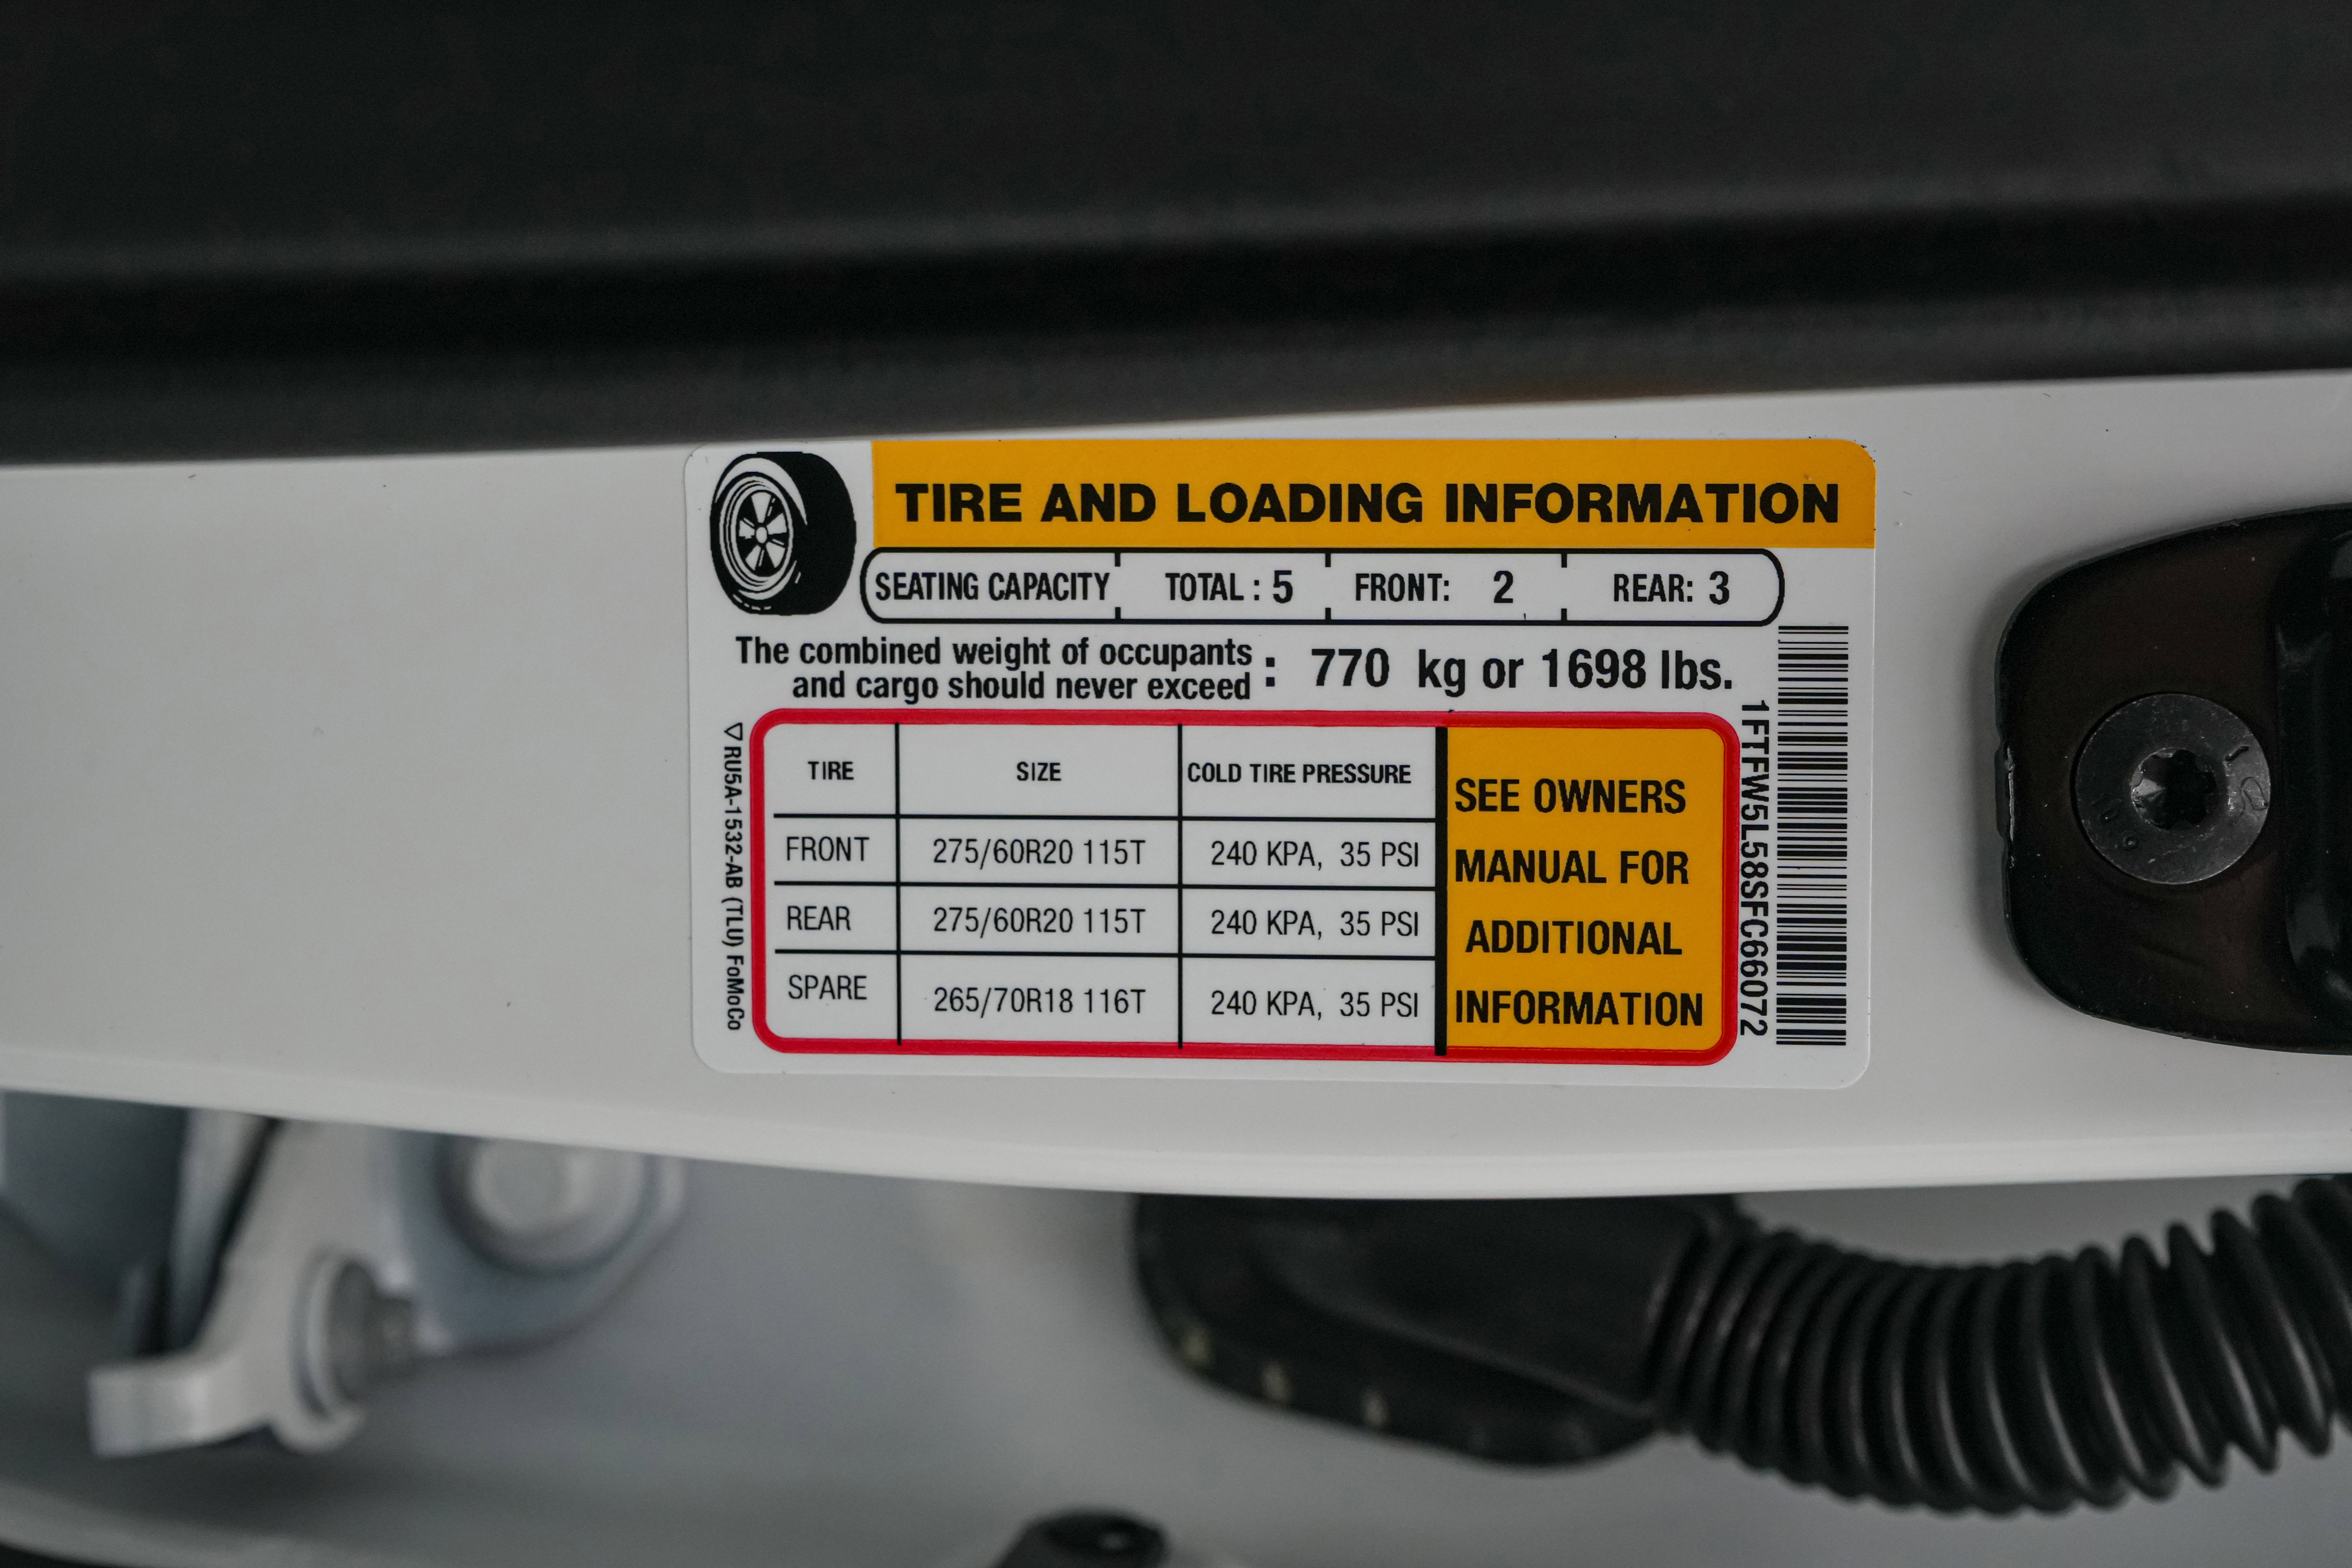 TIRE AND LOADING INFORMATION
SEATING CAPACITY TOTAL : 5 FRONT: 2 REAR: 3
The combined weight of occupants
and cargo should never exceed : 770 kg or 1698 lbs.
TIRE SIZE COLD TIRE PRESSURE
FRONT 275/60R20 115T 240 KPA, 35 PSI
REAR 275/60R20 115T 240 KPA, 35 PSI
SPARE 265/70R18 116T 240 KPA, 35 PSI
SEE OWNERS
MANUAL FOR
ADDITIONAL
INFORMATION
RU5A-1532-AB (TLU) FoMoCo
1FTFW5L58SFC66072